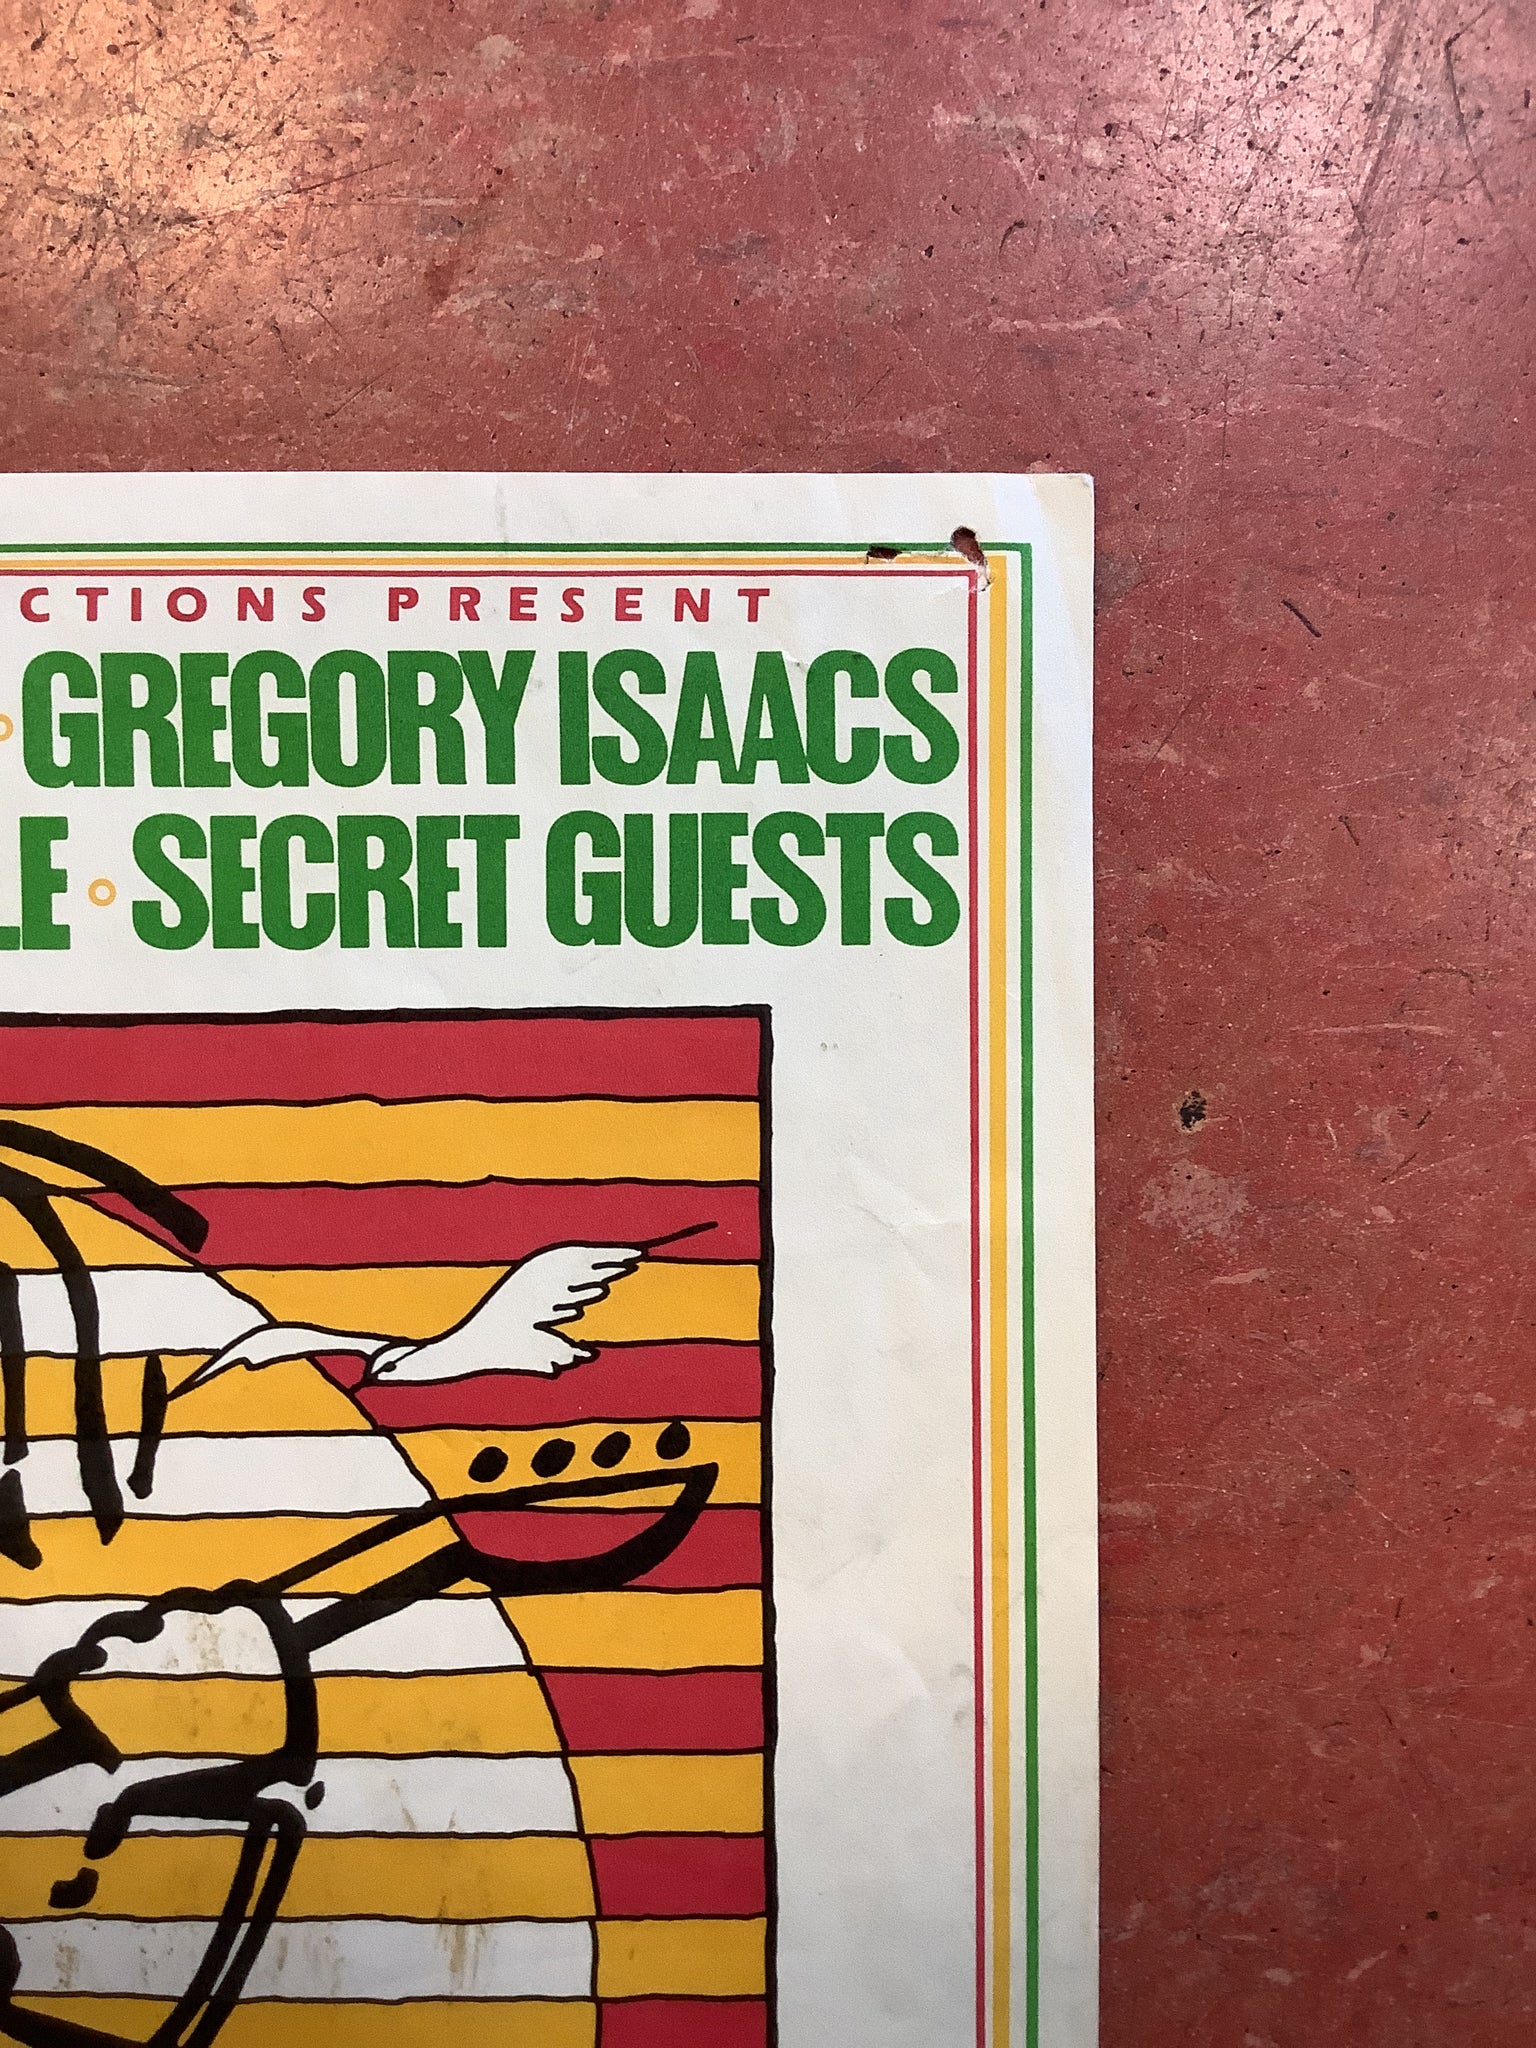 CTIONS PRESENT
GREGORY ISAACS
LE • SECRET GUESTS